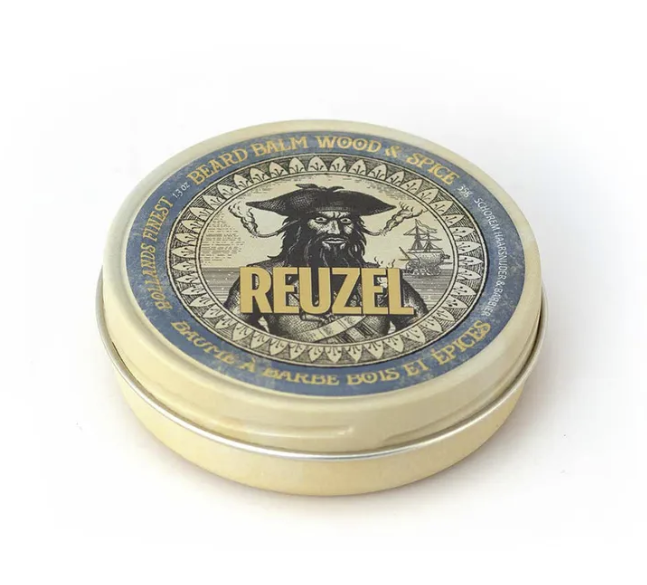 HOLLANDS FINEST
1.3 oz
BEARD BALM WOOD & SPICE
35g
SCHOREM HAARSNIJDER & BARBIER
REUZEL
BAUME À BARBE BOIS ET ÉPICES